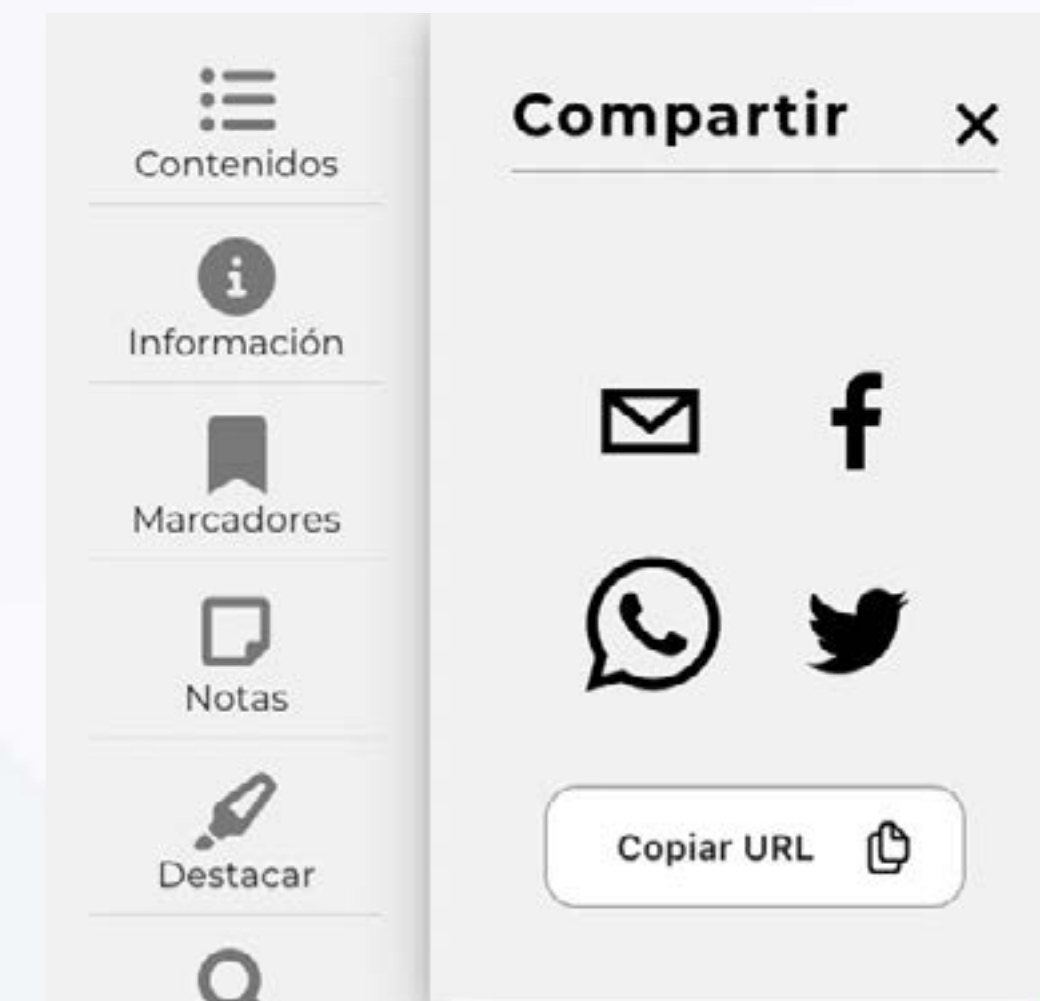 Contenidos
Información
Marcadores
Notas
Destacar
Compartir
Copiar URL